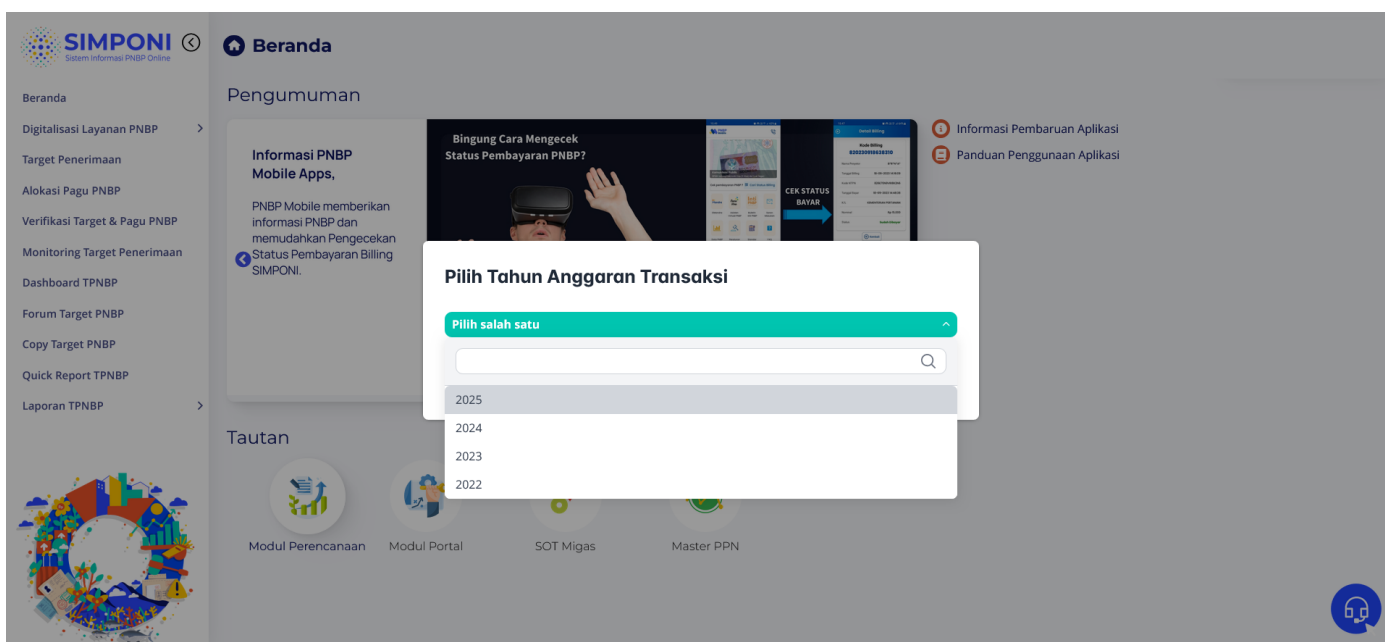 SIMPONI
Sistem Informasi PNBP Online
Beranda
Beranda
Digitalisasi Layanan PNBP
Target Penerimaan
Alokasi Pagu PNBP
Verifikasi Target & Pagu PNBP
Monitoring Target Penerimaan
Dashboard TPNBP
Forum Target PNBP
Copy Target PNBP
Quick Report TPNBP
Laporan TPNBP
Pengumuman
Informasi PNBP
Mobile Apps,
PNBP Mobile memberikan
informasi PNBP dan
memudahkan Pengecekan
Status Pembayaran Billing
SIMPONI.
Bingung Cara Mengecek
Status Pembayaran PNBP?
CEK STATUS
BAYAR
Informasi Pembaruan Aplikasi
Panduan Penggunaan Aplikasi
Pilih Tahun Anggaran Transaksi
Pilih salah satu
2025
2024
2023
2022
Tautan
Modul Perencanaan
Modul Portal
SOT Migas
Master PPN